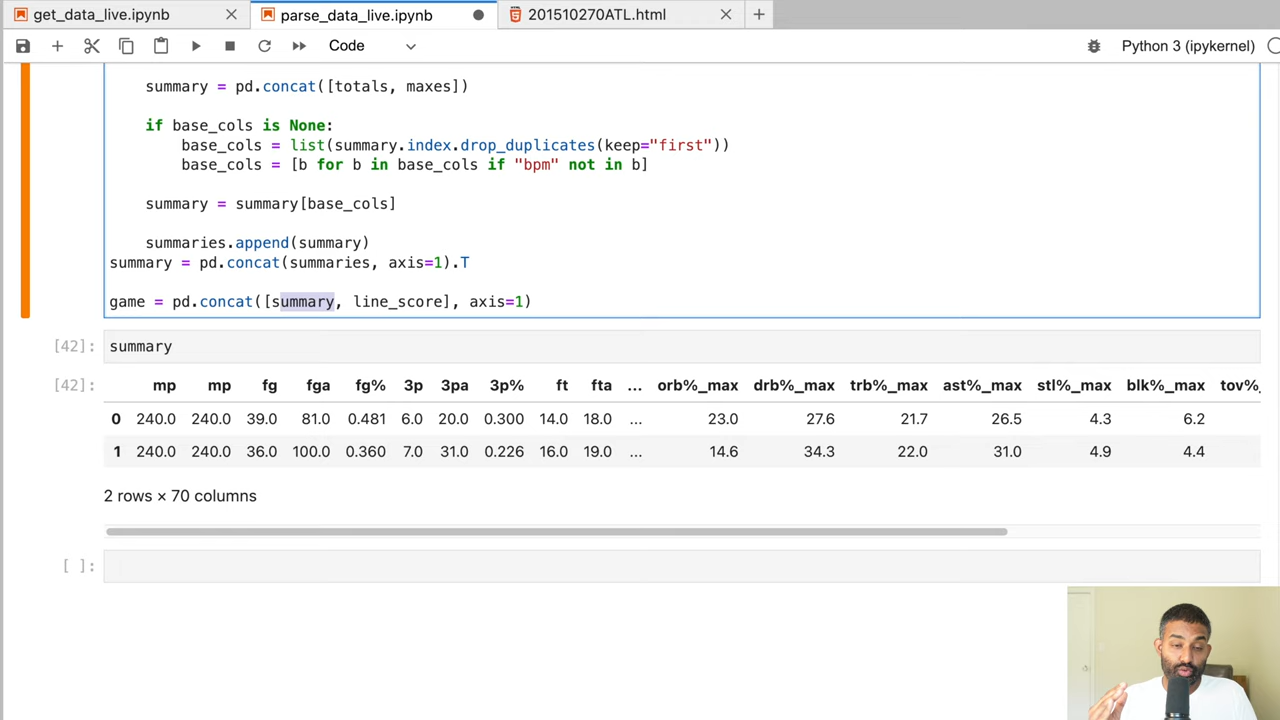 get_data_live.ipynb
parse_data_live.ipynb
201510270ATL.html
Code
Python 3 (ipykernel)
summary = pd.concat([totals, maxes])
if base_cols is None:
base_cols = list(summary.index.drop_duplicates(keep="first"))
base_cols = [b for b in base_cols if "bpm" not in b]
summary = summary[base_cols]
summaries.append(summary)
summary = pd.concat(summaries, axis=1).T
game = pd.concat([summary, line_score], axis=1)
[42]: summary
[42]: mp mp fg fga fg% 3p 3pa 3p% ft fta ... orb%_max drb%_max trb%_max ast%_max stl%_max blk%_max tov%_
0 240.0 240.0 39.0 81.0 0.481 6.0 20.0 0.300 14.0 18.0 ... 23.0 27.6 21.7 26.5 4.3 6.2
1 240.0 240.0 36.0 100.0 0.360 7.0 31.0 0.226 16.0 19.0 ... 14.6 34.3 22.0 31.0 4.9 4.4
2 rows × 70 columns
[ ]: